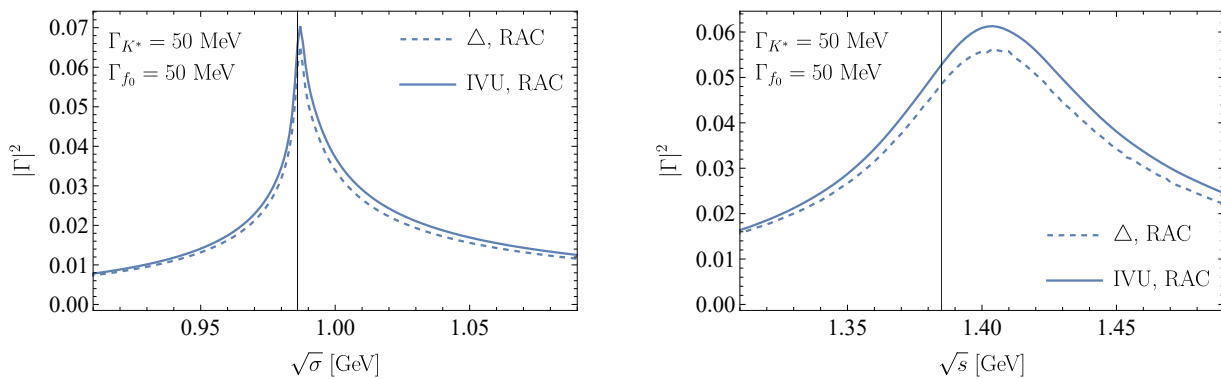 Γ_{K*} = 50 MeV
Γ_{f_0} = 50 MeV
△, RAC
IVU, RAC
0.07
0.06
0.05
0.04
0.03
0.02
0.01
0.00
|Γ|²
0.95
1.00
1.05
√σ [GeV]
Γ_{K*} = 50 MeV
Γ_{f_0} = 50 MeV
△, RAC
IVU, RAC
0.06
0.05
0.04
0.03
0.02
0.01
0.00
|Γ|²
1.35
1.40
1.45
√s [GeV]